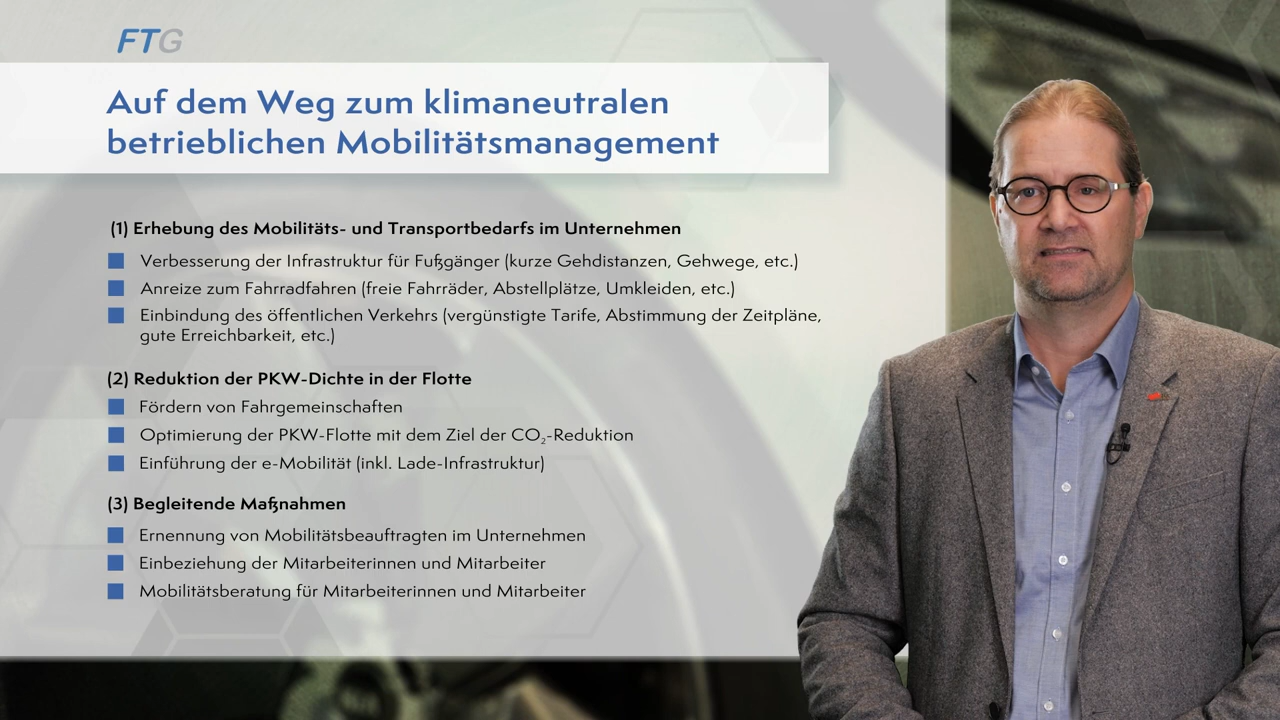 FTG
Auf dem Weg zum klimaneutralen
betrieblichen Mobilitätsmanagement
(1) Erhebung des Mobilitäts- und Transportbedarfs im Unternehmen
Verbesserung der Infrastruktur für Fußgänger (kurze Gehdistanzen, Gehwege, etc.)
Anreize zum Fahrradfahren (freie Fahrräder, Abstellplätze, Umkleiden, etc.)
Einbindung des öffentlichen Verkehrs (vergünstigte Tarife, Abstimmung der Zeitpläne,
gute Erreichbarkeit, etc.)
(2) Reduktion der PKW-Dichte in der Flotte
Fördern von Fahrgemeinschaften
Optimierung der PKW-Flotte mit dem Ziel der CO₂-Reduktion
Einführung der e-Mobilität (inkl. Lade-Infrastruktur)
(3) Begleitende Maßnahmen
Ernennung von Mobilitätsbeauftragten im Unternehmen
Einbeziehung der Mitarbeiterinnen und Mitarbeiter
Mobilitätsberatung für Mitarbeiterinnen und Mitarbeiter